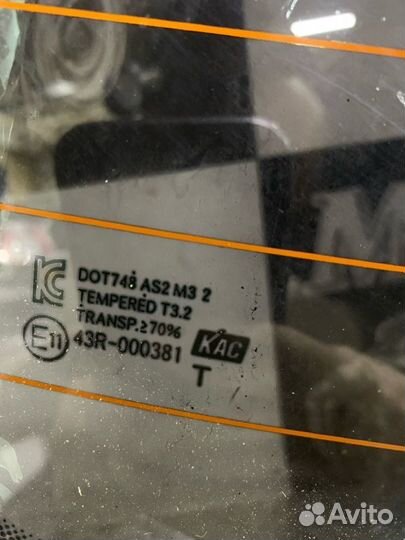 KC
DOT748 AS2 M3 2
TEMPERED T3.2
TRANSP.≥70%
E11 43R-000381 KAC
T
M
Avito